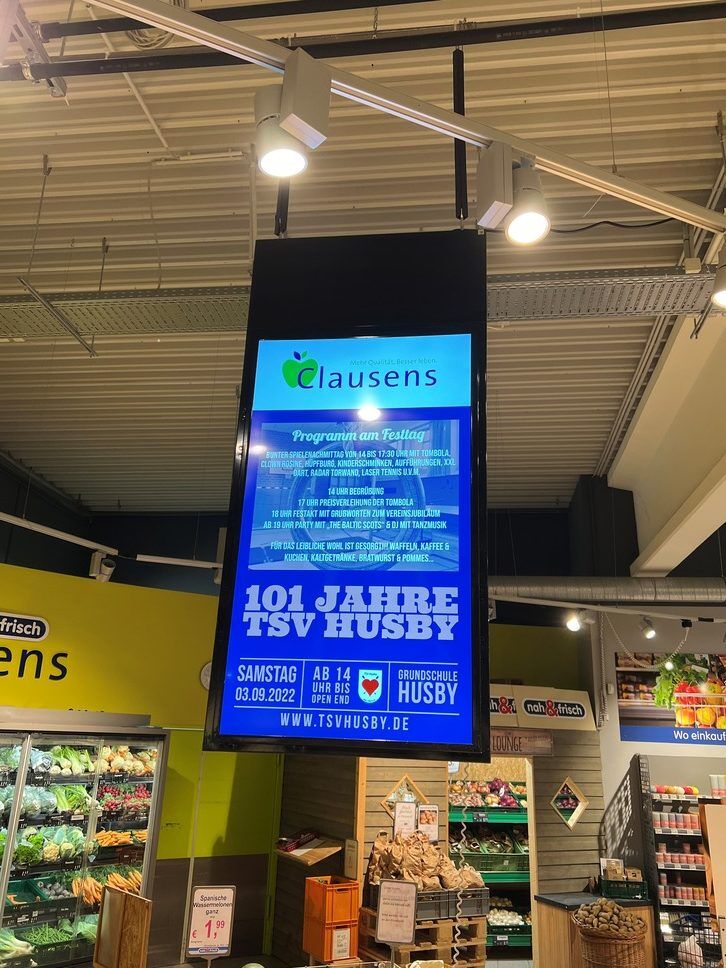 Mehr Qualität. Besser leben.
Clausens
Programm am Festtag
BUNTER SPIELENACHMITTAG VON 14 BIS 17:30 UHR MIT TOMBOLA,
CLOWN ROSINE, HÜPFBURG, KINDERSCHMINKEN, AUFFÜHRUNGEN, XXL
DART, RADAR TORWAND, LASER TENNIS U.V.M.
14 UHR BEGRÜßUNG
17 UHR PREISVERLEIHUNG DER TOMBOLA
18 UHR FESTAKT MIT GRUßWORTEN ZUM VEREINSJUBILÄUM
AB 19 UHR PARTY MIT „THE BALTIC SCOTS" & DJ MIT TANZMUSIK
FÜR DAS LEIBLICHE WOHL IST GESORGT!!! WAFFELN, KAFFEE &
KUCHEN, KALTGETRÄNKE, BRATWURST & POMMES...
101 JAHRE
TSV HUSBY
SAMSTAG
03.09.2022
AB 14
UHR BIS
OPEN END
GRUNDSCHULE
HUSBY
WWW.TSVHUSBY.DE
frisch
ens
nah & frisch
LOUNGE
Wo einkauf
Spanische
Wassermelonen
ganz
€ 1,99